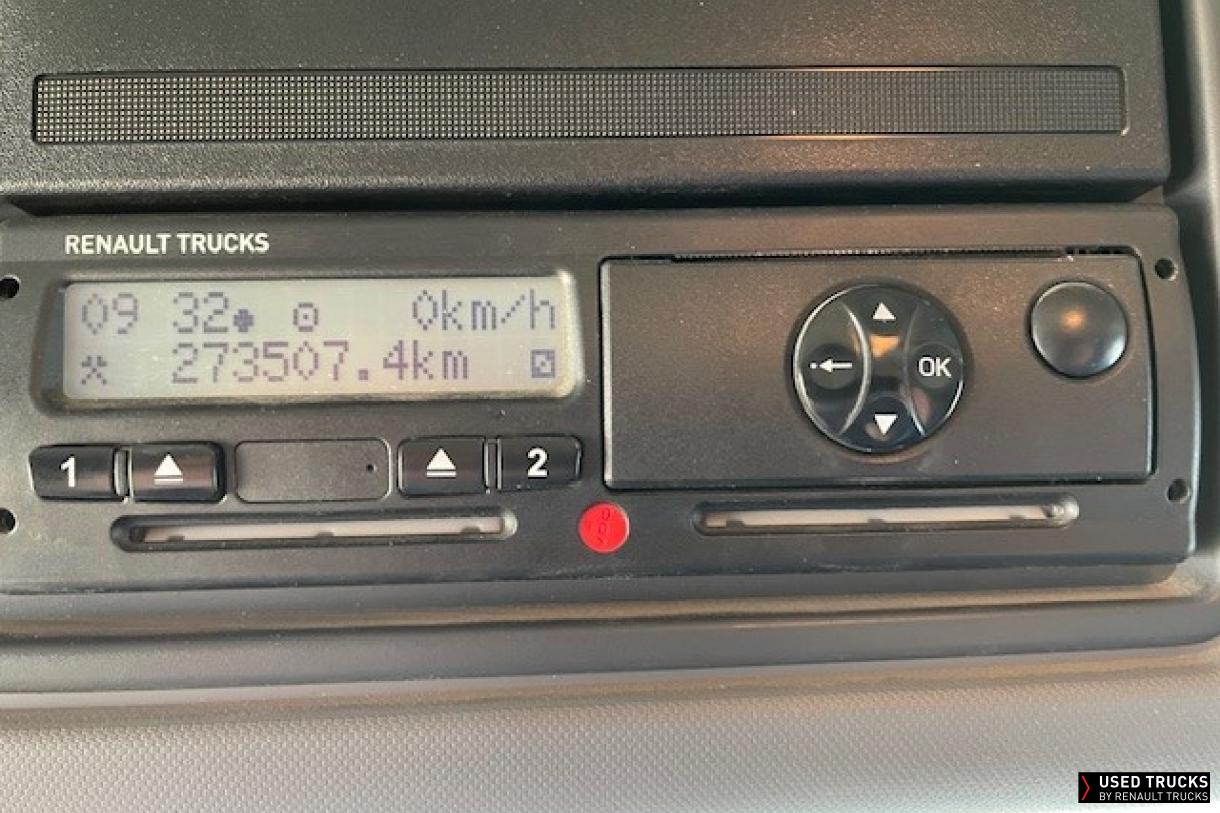 RENAULT TRUCKS
09 32 0km/h
273507.4km
OK
1 2
USED TRUCKS
BY RENAULT TRUCKS